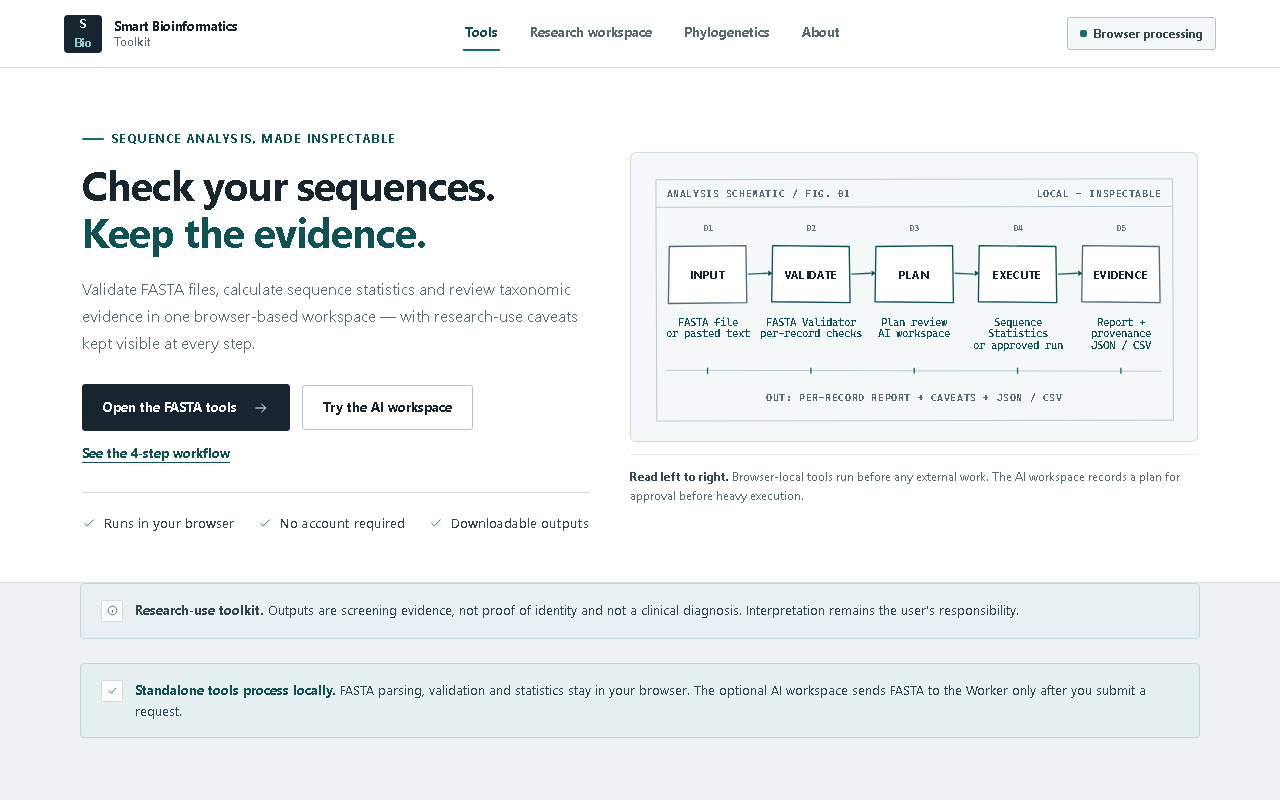 S
Bio
Smart Bioinformatics
Toolkit
Tools
Research workspace
Phylogenetics
About
Browser processing
SEQUENCE ANALYSIS, MADE INSPECTABLE
Check your sequences.
Keep the evidence.
Validate FASTA files, calculate sequence statistics and review taxonomic
evidence in one browser-based workspace — with research-use caveats
kept visible at every step.
Open the FASTA tools →
Try the AI workspace
See the 4-step workflow
Runs in your browser
No account required
Downloadable outputs
ANALYSIS SCHEMATIC / FIG. 01
LOCAL – INSPECTABLE
01
02
03
04
05
INPUT
VALIDATE
PLAN
EXECUTE
EVIDENCE
FASTA file
or pasted text
FASTA Validator
per-record checks
Plan review
AI workspace
Sequence
Statistics
or approved run
Report +
provenance
JSON / CSV
OUT: PER-RECORD REPORT + CAVEATS + JSON / CSV
Read left to right. Browser-local tools run before any external work. The AI workspace records a plan for
approval before heavy execution.
Research-use toolkit. Outputs are screening evidence, not proof of identity and not a clinical diagnosis. Interpretation remains the user's responsibility.
Standalone tools process locally. FASTA parsing, validation and statistics stay in your browser. The optional AI workspace sends FASTA to the Worker only after you submit a
request.